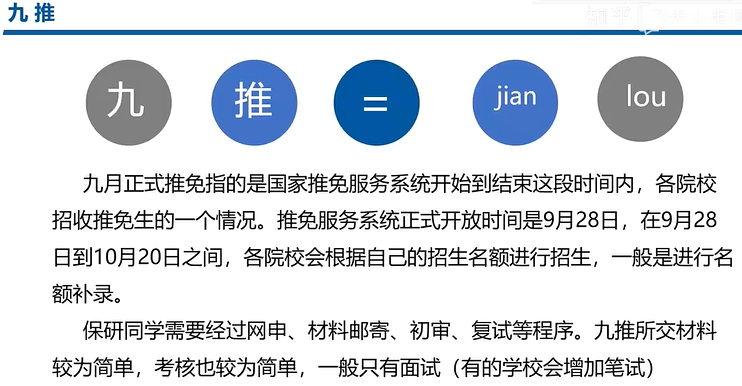 九推
九 推 = jian lou
九月正式推免指的是国家推免服务系统开始到结束这段时间内，各院校
招收推免生的一个情况。推免服务系统正式开放时间是9月28日，在9月28
日到10月20日之间，各院校会根据自己的招生名额进行招生，一般是进行名
额补录。
保研同学需要经过网申、材料邮寄、初审、复试等程序。九推所交材料
较为简单，考核也较为简单，一般只有面试（有的学校会增加笔试）